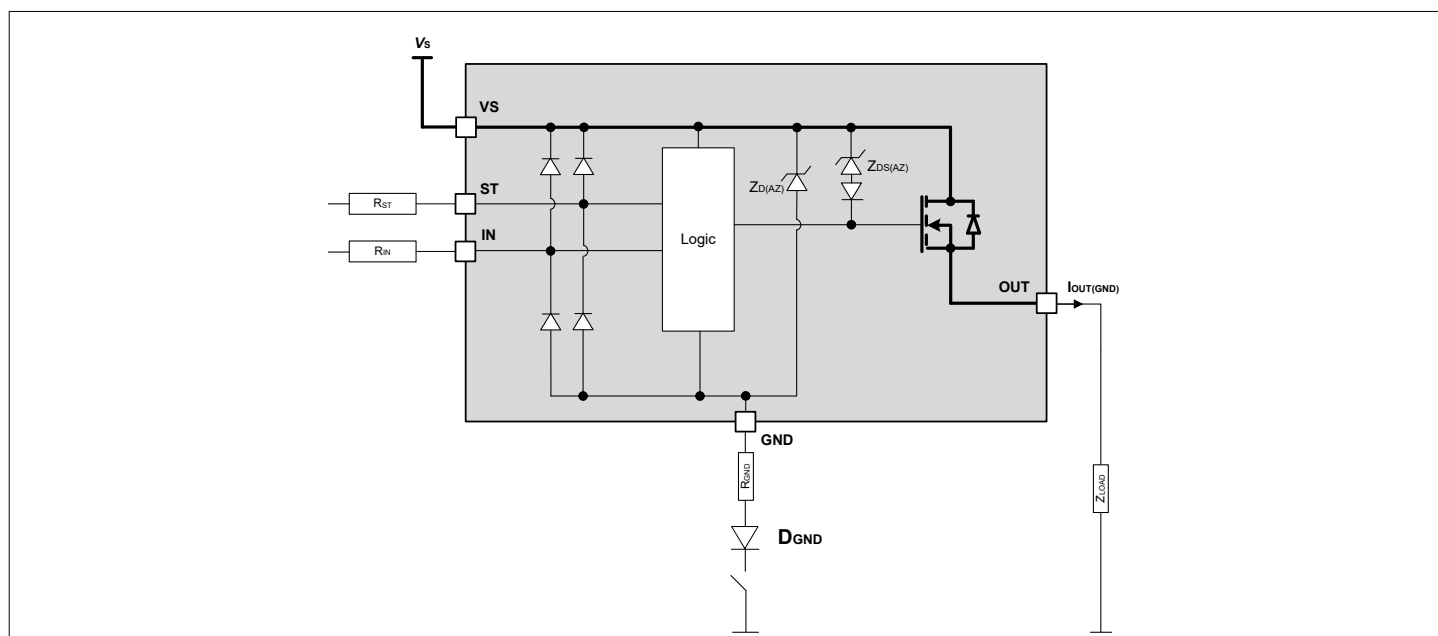 VS
VS
ZDS(AZ)
ZD(AZ)
ST
RST
IN
RIN
Logic
OUT
IOUT(GND)
GND
RGND
ZLOAD
DGND